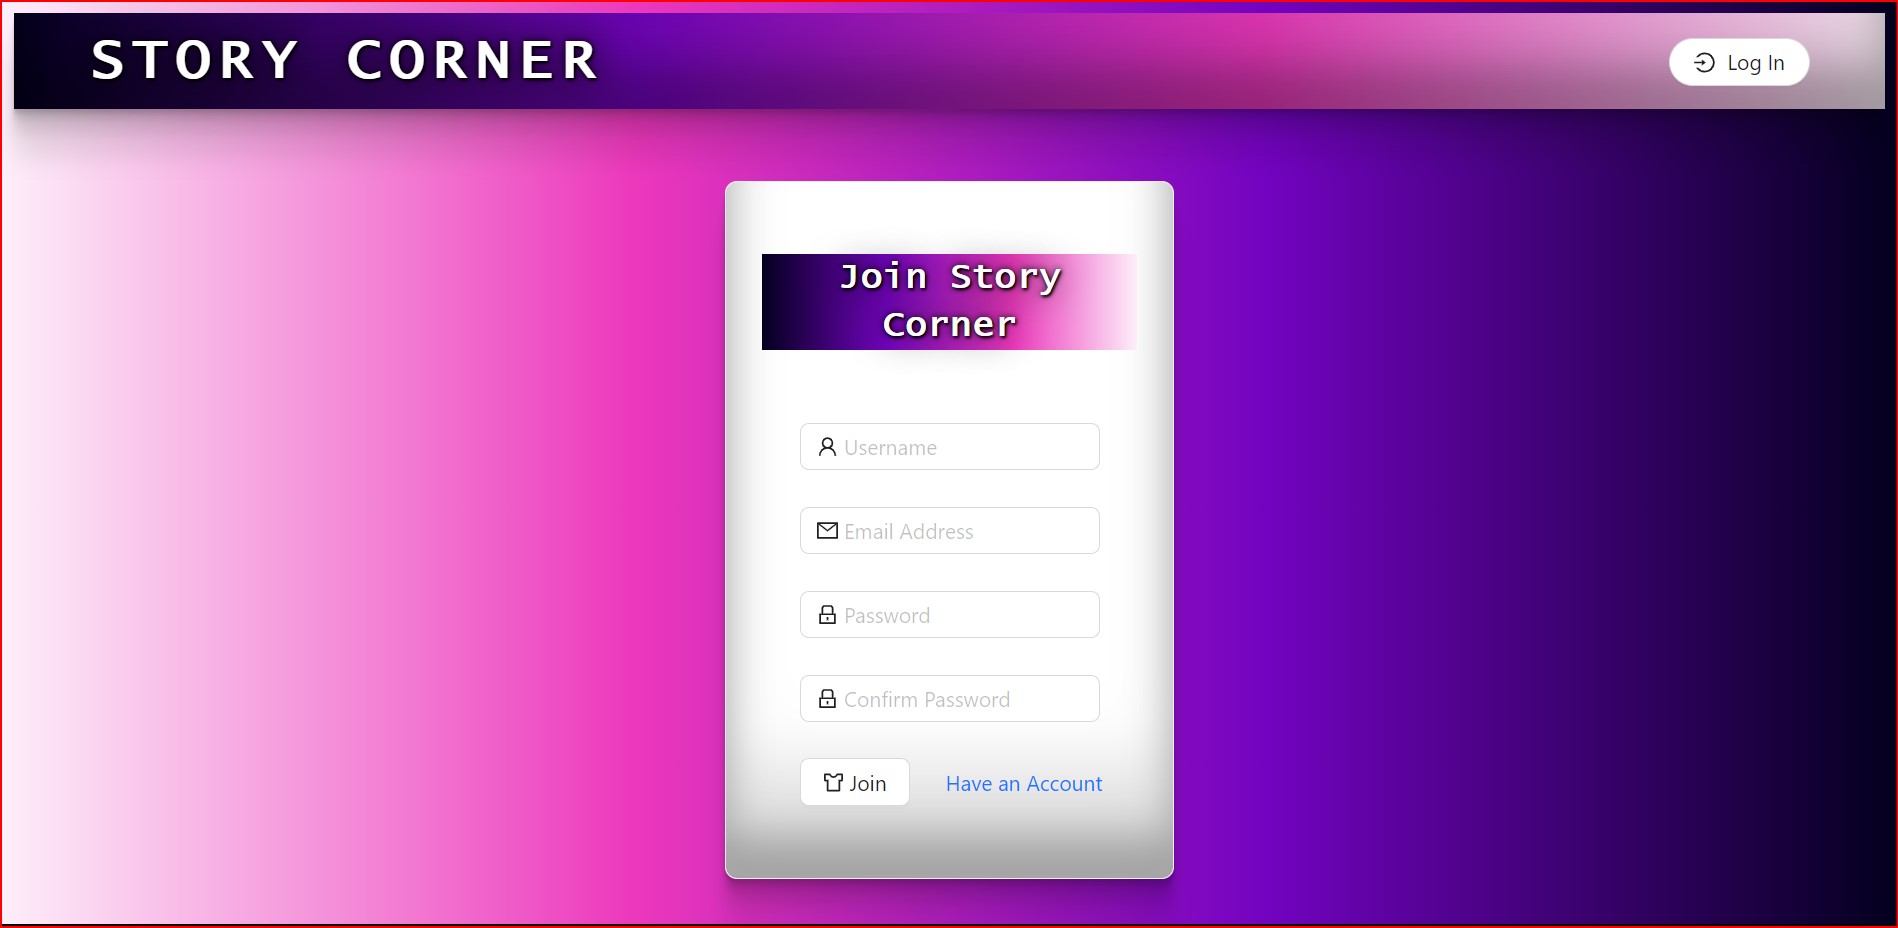 STORY CORNER
Log In
Join Story
Corner
Username
Email Address
Password
Confirm Password
Join
Have an Account